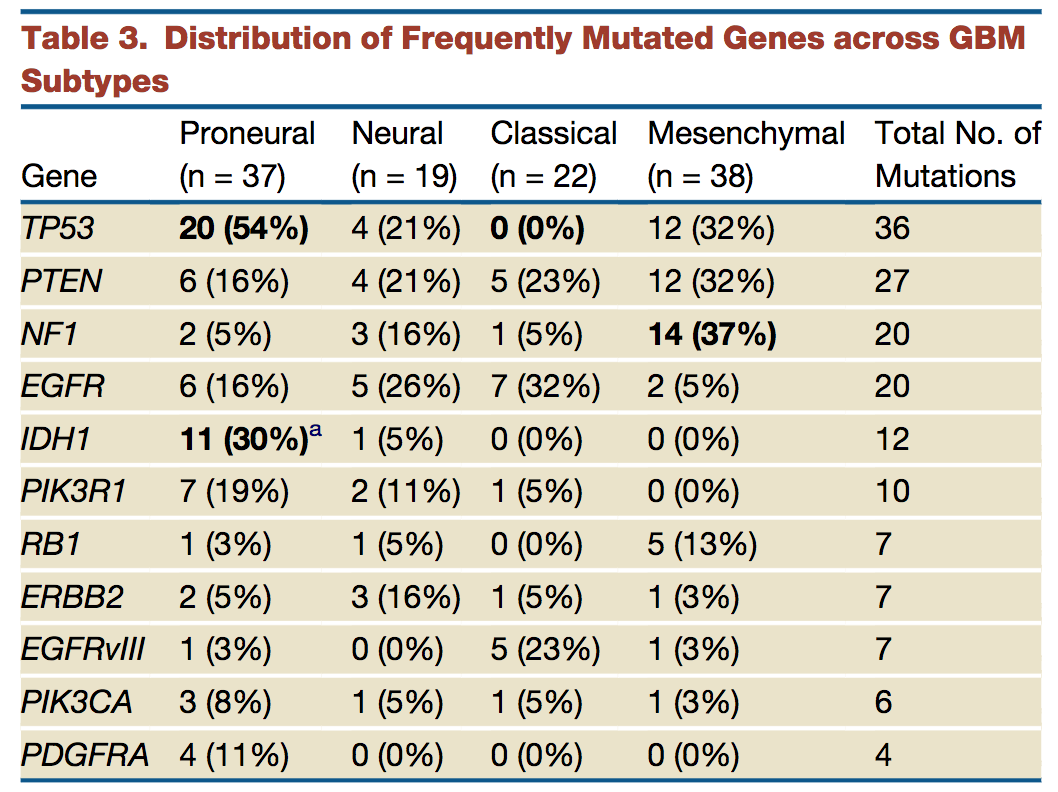 Table 3. Distribution of Frequently Mutated Genes across GBM
Subtypes
Gene Proneural (n = 37) Neural (n = 19) Classical (n = 22) Mesenchymal (n = 38) Total No. of Mutations
TP53 20 (54%) 4 (21%) 0 (0%) 12 (32%) 36
PTEN 6 (16%) 4 (21%) 5 (23%) 12 (32%) 27
NF1 2 (5%) 3 (16%) 1 (5%) 14 (37%) 20
EGFR 6 (16%) 5 (26%) 7 (32%) 2 (5%) 20
IDH1 11 (30%)a 1 (5%) 0 (0%) 0 (0%) 12
PIK3R1 7 (19%) 2 (11%) 1 (5%) 0 (0%) 10
RB1 1 (3%) 1 (5%) 0 (0%) 5 (13%) 7
ERBB2 2 (5%) 3 (16%) 1 (5%) 1 (3%) 7
EGFRvIII 1 (3%) 0 (0%) 5 (23%) 1 (3%) 7
PIK3CA 3 (8%) 1 (5%) 1 (5%) 1 (3%) 6
PDGFRA 4 (11%) 0 (0%) 0 (0%) 0 (0%) 4